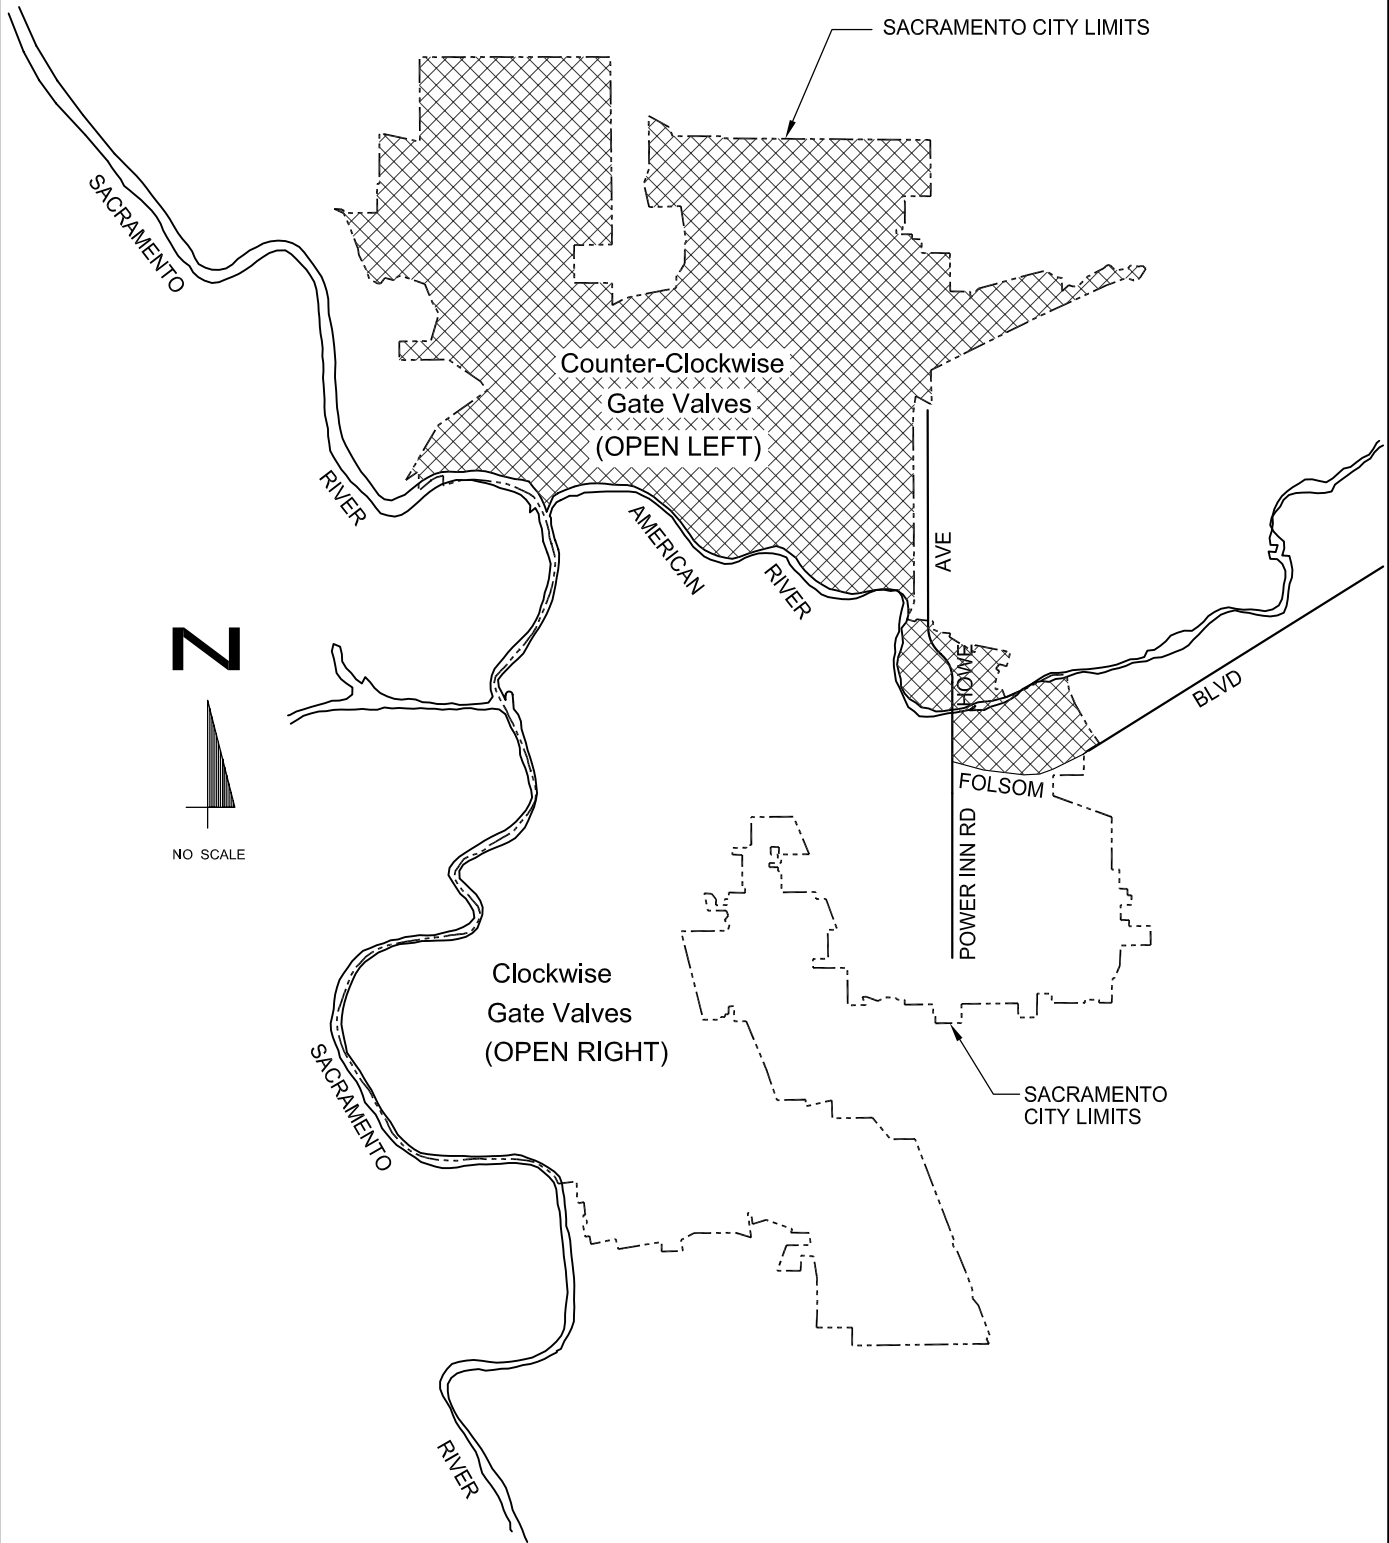 SACRAMENTO CITY LIMITS
SACRAMENTO
RIVER
Counter-Clockwise
Gate Valves
(OPEN LEFT)
AMERICAN
RIVER
AVE
HOWE
BLVD
FOLSOM
POWER INN RD
N
NO SCALE
Clockwise
Gate Valves
(OPEN RIGHT)
SACRAMENTO
CITY LIMITS
SACRAMENTO
RIVER